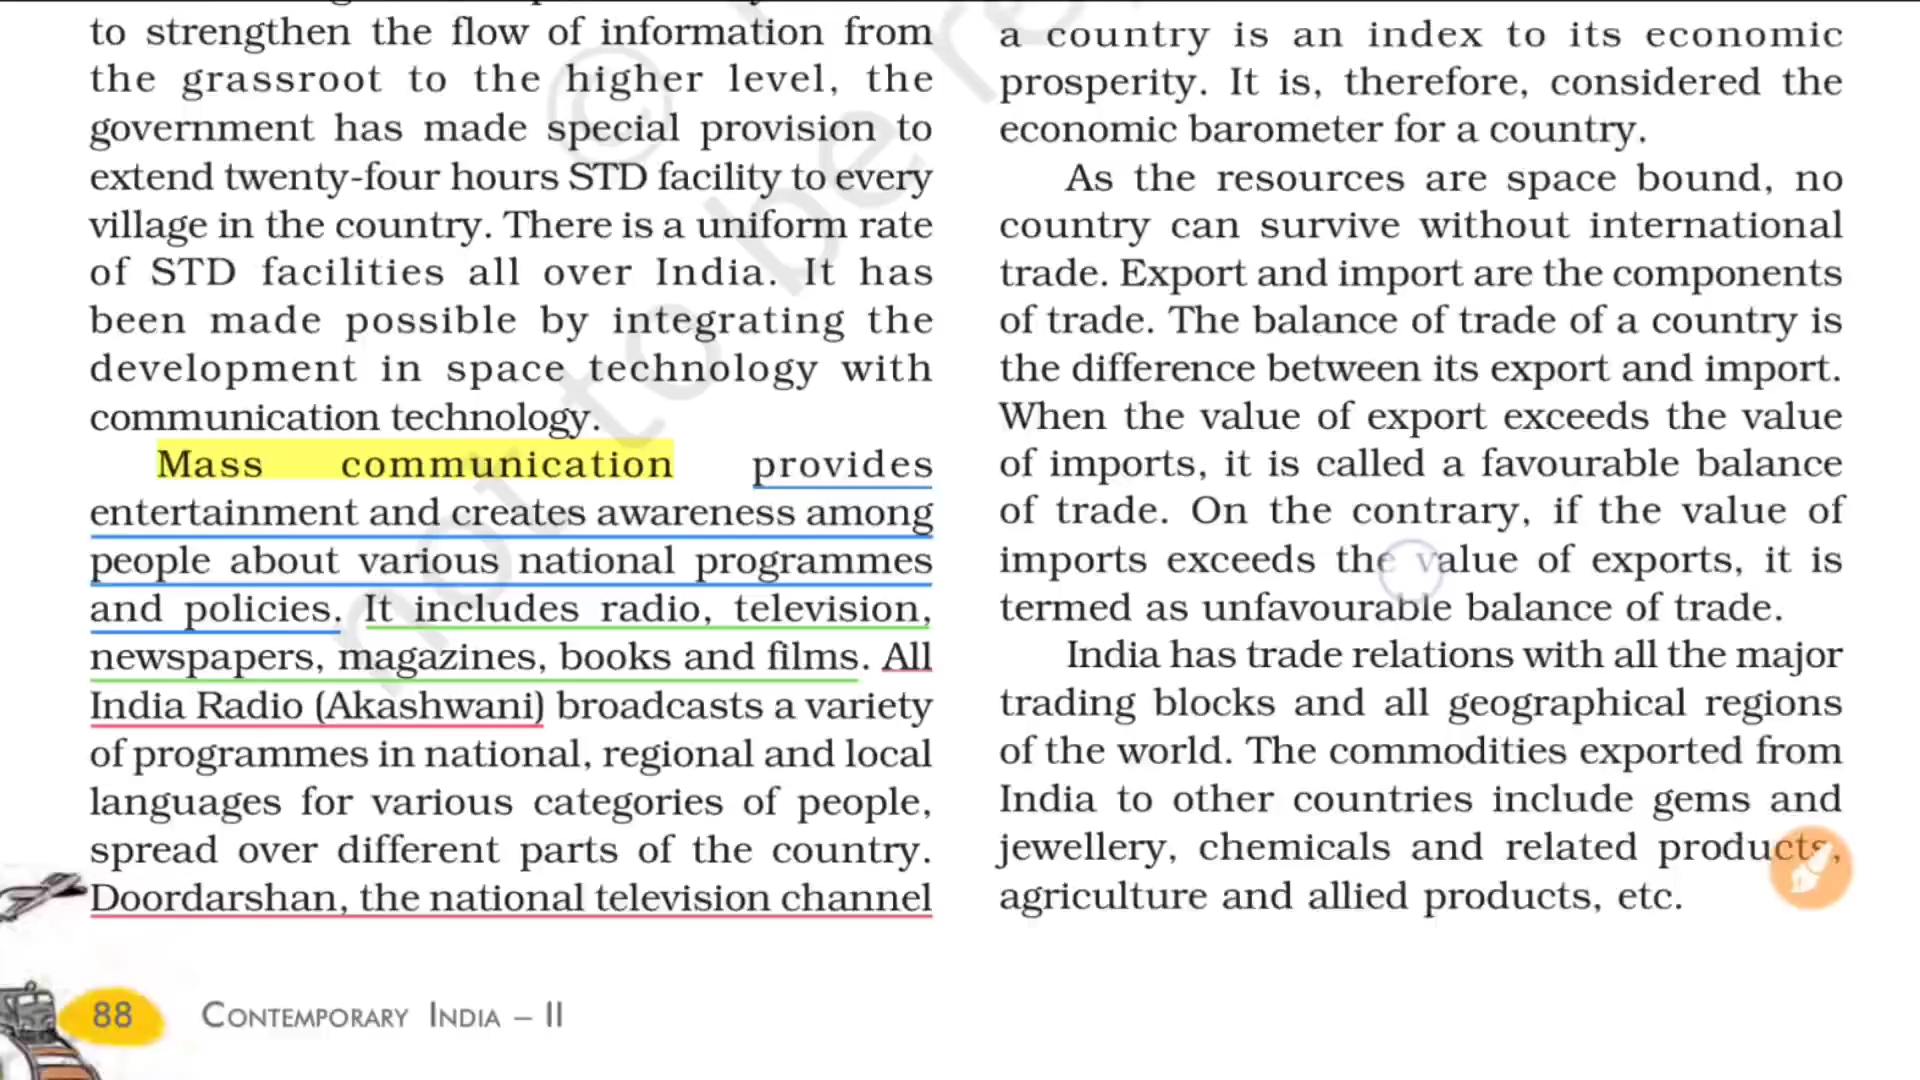 to strengthen the flow of information from
the grassroot to the higher level, the
government has made special provision to
extend twenty-four hours STD facility to every
village in the country. There is a uniform rate
of STD facilities all over India. It has
been made possible by integrating the
development in space technology with
communication technology.
Mass communication provides
entertainment and creates awareness among
people about various national programmes
and policies. It includes radio, television,
newspapers, magazines, books and films. All
India Radio (Akashwani) broadcasts a variety
of programmes in national, regional and local
languages for various categories of people,
spread over different parts of the country.
Doordarshan, the national television channel
a country is an index to its economic
prosperity. It is, therefore, considered the
economic barometer for a country.
As the resources are space bound, no
country can survive without international
trade. Export and import are the components
of trade. The balance of trade of a country is
the difference between its export and import.
When the value of export exceeds the value
of imports, it is called a favourable balance
of trade. On the contrary, if the value of
imports exceeds the value of exports, it is
termed as unfavourable balance of trade.
India has trade relations with all the major
trading blocks and all geographical regions
of the world. The commodities exported from
India to other countries include gems and
jewellery, chemicals and related products,
agriculture and allied products, etc.
88 CONTEMPORARY INDIA – II
©
not to be re